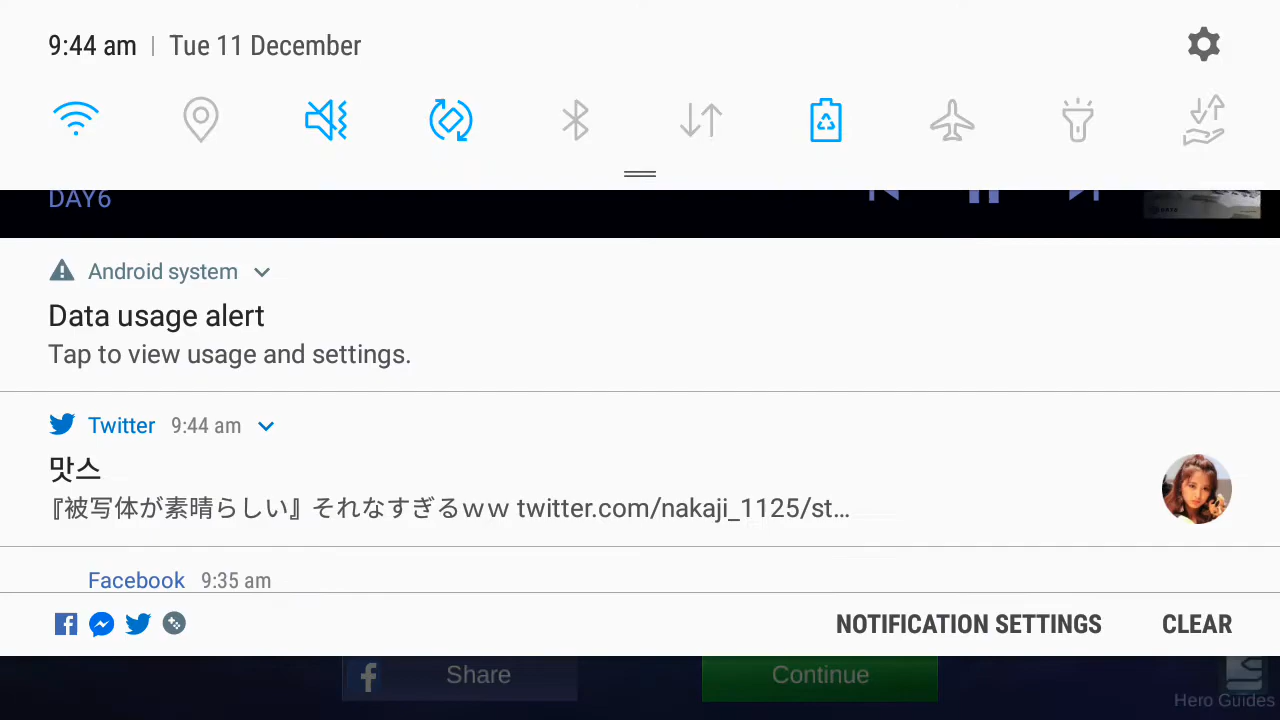 9:44 am | Tue 11 December
DAY6
Android system
Data usage alert
Tap to view usage and settings.
Twitter 9:44 am
맛스
『被写体が素晴らしい』それなすぎるｗｗ twitter.com/nakaji_1125/st…
Facebook 9:35 am
NOTIFICATION SETTINGS CLEAR
Share Continue
Hero Guides